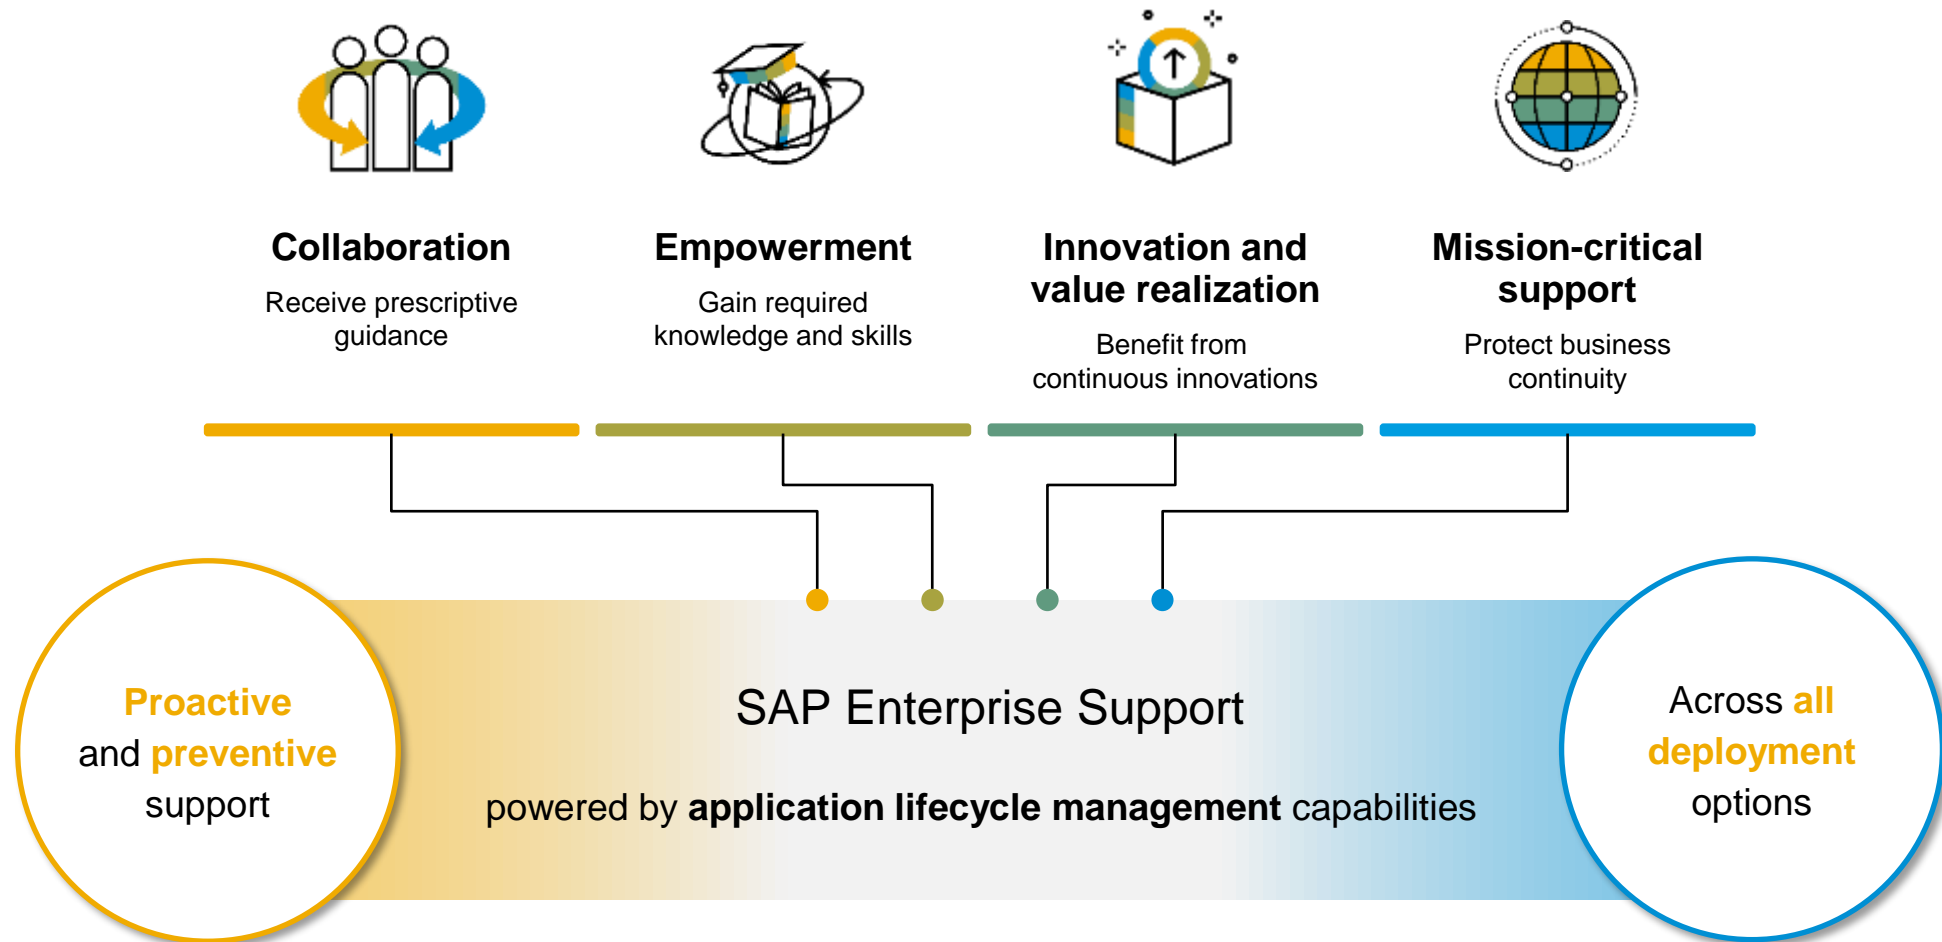 Collaboration
Receive prescriptive
guidance
Empowerment
Gain required
knowledge and skills
Innovation and
value realization
Benefit from
continuous innovations
Mission-critical
support
Protect business
continuity
Proactive
and preventive
support
SAP Enterprise Support
powered by application lifecycle management capabilities
Across all
deployment
options